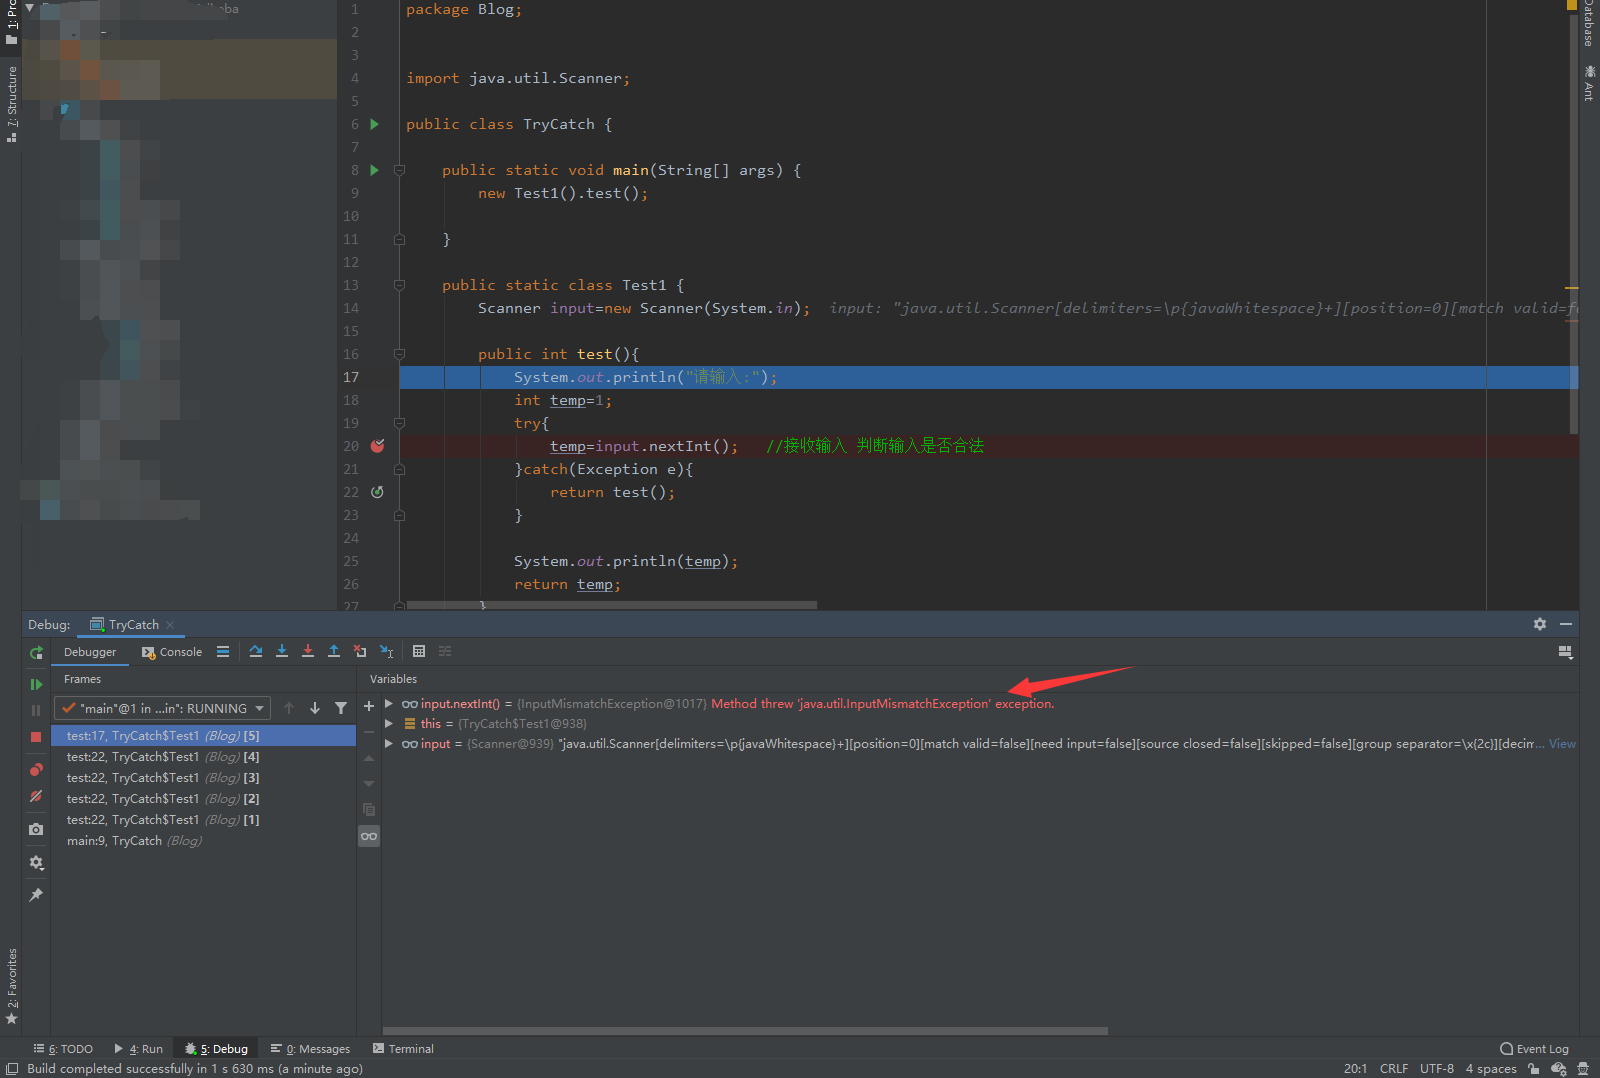 1: Pro
7: Structure
2: Favorites
1 package Blog;
2
3
4 import java.util.Scanner;
5
6 public class TryCatch {
7
8 public static void main(String[] args) {
9 new Test1().test();
10
11 }
12
13 public static class Test1 {
14 Scanner input=new Scanner(System.in); input: "java.util.Scanner[delimiters=\p{javaWhitespace}+][position=0][match valid=fa
15
16 public int test(){
17 System.out.println("请输入:");
18 int temp=1;
19 try{
20 temp=input.nextInt(); //接收输入 判断输入是否合法
21 }catch(Exception e){
22 return test();
23 }
24
25 System.out.println(temp);
26 return temp;
27 }
Database
Ant
Debug: TryCatch
Debugger Console
Frames
"main"@1 in ...in": RUNNING
test:17, TryCatch$Test1 (Blog) [5]
test:22, TryCatch$Test1 (Blog) [4]
test:22, TryCatch$Test1 (Blog) [3]
test:22, TryCatch$Test1 (Blog) [2]
test:22, TryCatch$Test1 (Blog) [1]
main:9, TryCatch (Blog)
Variables
input.nextInt() = {InputMismatchException@1017} Method threw 'java.util.InputMismatchException' exception.
this = {TryCatch$Test1@938}
input = {Scanner@939} "java.util.Scanner[delimiters=\p{javaWhitespace}+][position=0][match valid=false][need input=false][source closed=false][skipped=false][group separator=\x{2c}][decim... View
6: TODO 4: Run 5: Debug 0: Messages Terminal Event Log
Build completed successfully in 1 s 630 ms (a minute ago) 20:1 CRLF UTF-8 4 spaces